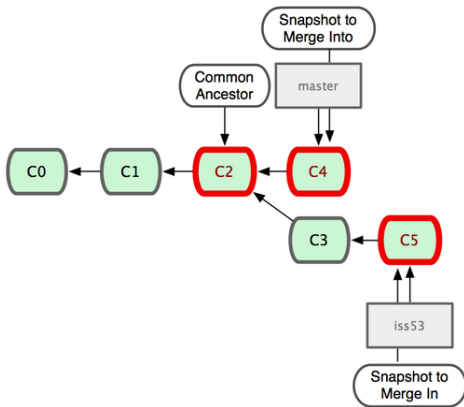 Snapshot to
Merge Into
master
Common
Ancestor
C0
C1
C2
C4
C3
C5
iss53
Snapshot to
Merge In